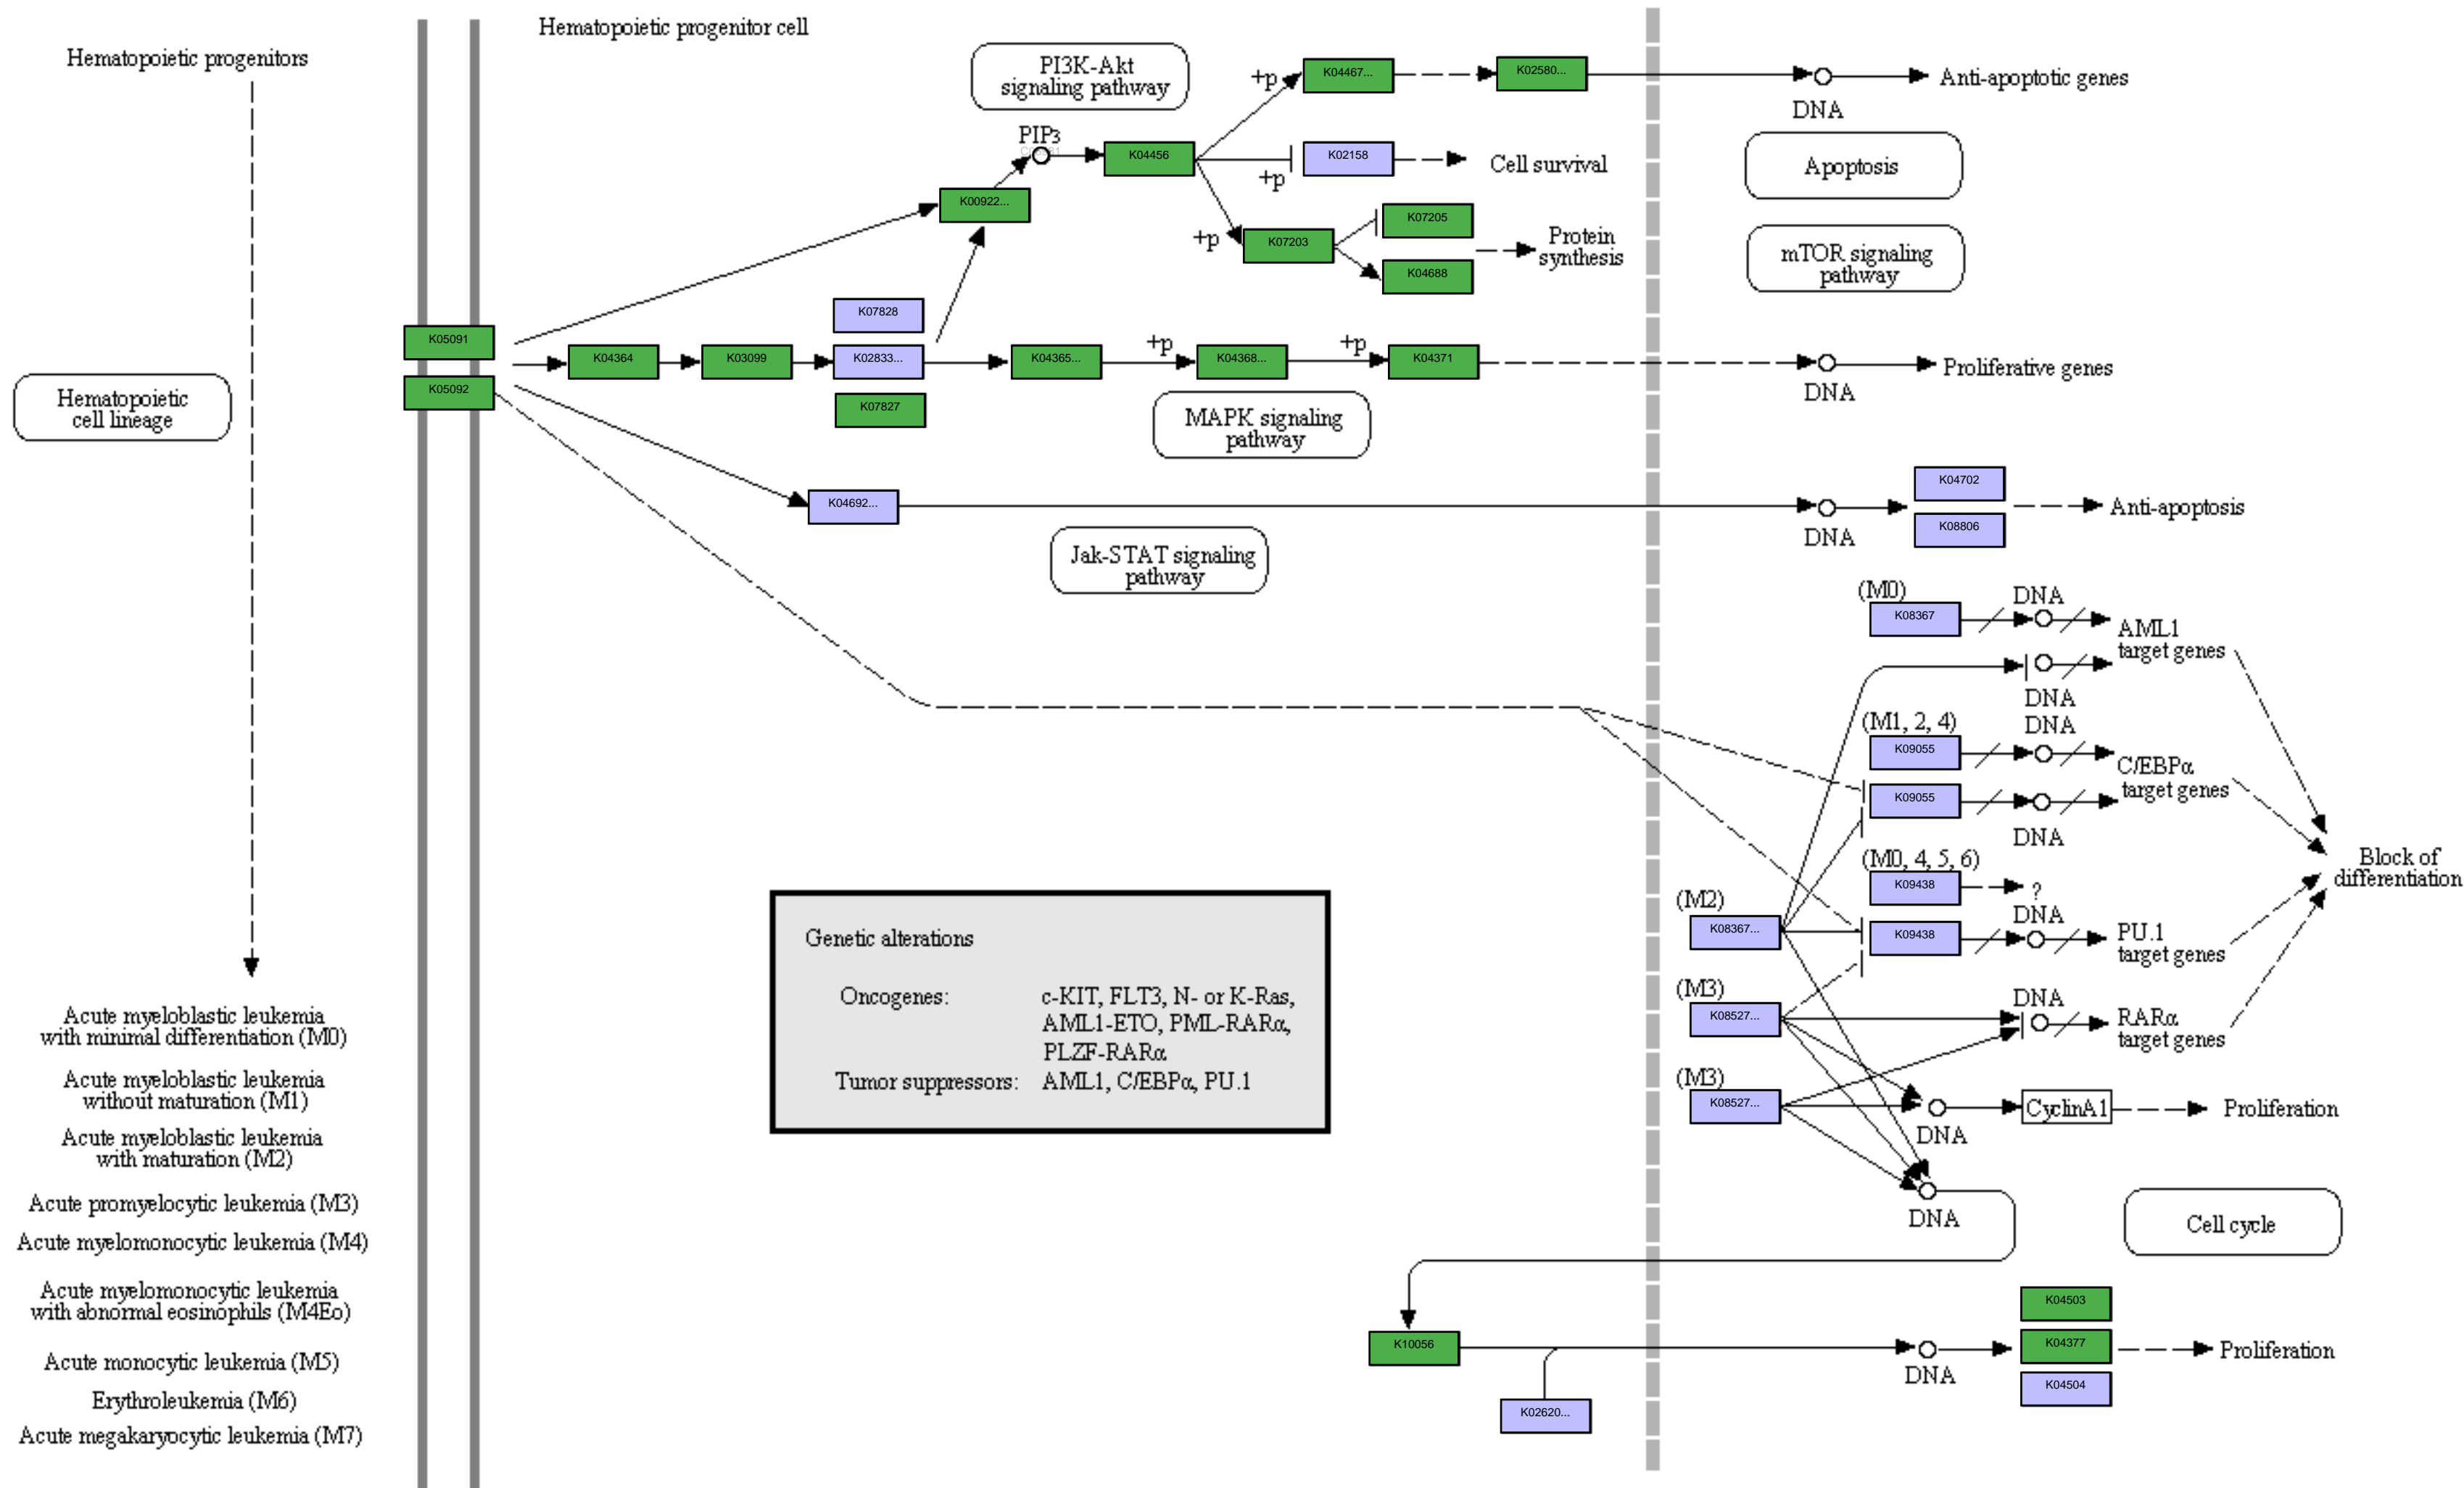 Hematopoietic progenitor cell
Hematopoietic progenitors
PI3K-Akt
signaling pathway
+p
K04467...
K02580...
Anti-apoptotic genes
DNA
PIP3
K04456
K02158
+p
Cell survival
Apoptosis
K00922...
K07205
+p
K07203
Protein
synthesis
K04688
mTOR signaling
pathway
K07828
K05091
K04364
K03099
K02833...
K04365...
+p
K04368...
+p
K04371
Proliferative genes
DNA
K05092
K07827
Hematopoietic
cell lineage
MAPK signaling
pathway
K04692...
K04702
K08806
Anti-apoptosis
DNA
Jak-STAT signaling
pathway
(M0)
K08367
DNA
AML1
target genes
DNA
DNA
(M1, 2, 4)
K09055
C/EBPα
target genes
K09055
DNA
(M0, 4, 5, 6)
K09438
?
Block of
differentiation
(M2)
K08367...
DNA
K09438
PU.1
target genes
(M3)
K08527...
DNA
RARα
target genes
(M3)
K08527...
CyclinA1
Proliferation
DNA
DNA
Cell cycle
Genetic alterations
Oncogenes: c-KIT, FLT3, N- or K-Ras,
AML1-ETO, PML-RARα,
PLZF-RARα
Tumor suppressors: AML1, C/EBPα, PU.1
Acute myeloblastic leukemia
with minimal differentiation (M0)
Acute myeloblastic leukemia
without maturation (M1)
Acute myeloblastic leukemia
with maturation (M2)
Acute promyelocytic leukemia (M3)
Acute myelomonocytic leukemia (M4)
Acute myelomonocytic leukemia
with abnormal eosinophils (M4Eo)
Acute monocytic leukemia (M5)
Erythroleukemia (M6)
Acute megakaryocytic leukemia (M7)
K10056
K02620...
DNA
K04503
K04377
K04504
Proliferation